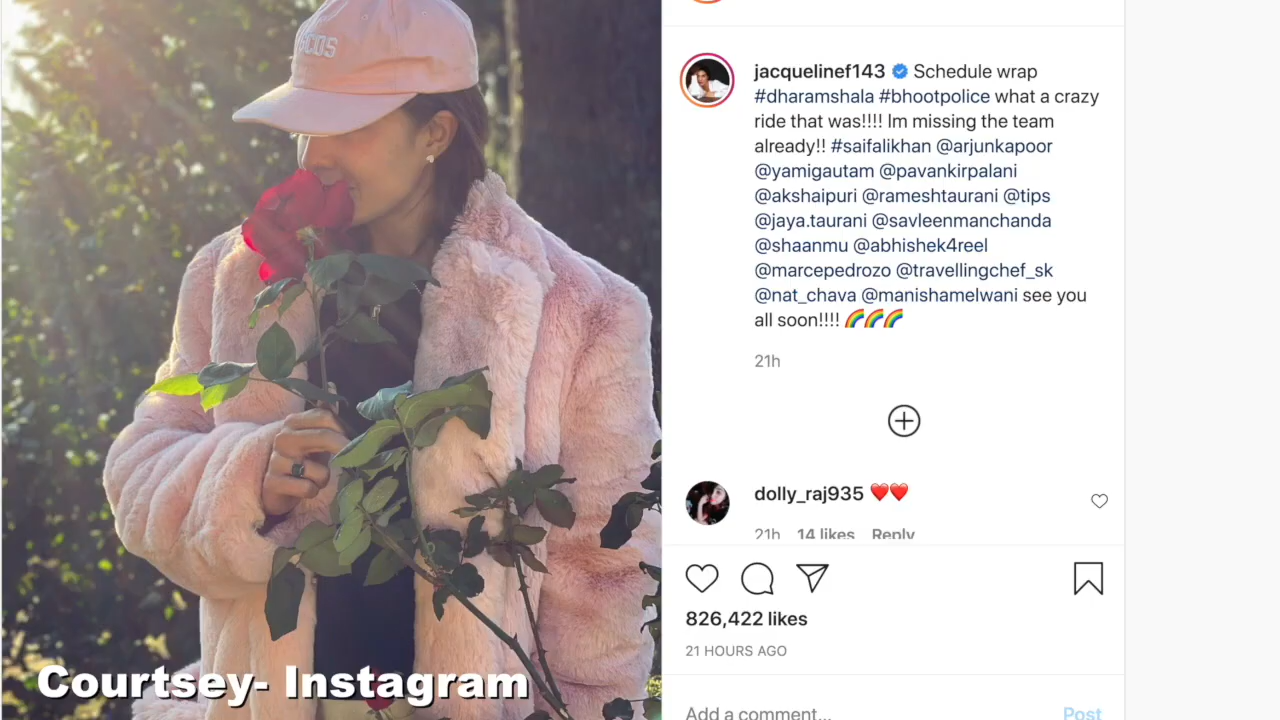 GCDS
jacquelinef143 Schedule wrap
#dharamshala #bhootpolice what a crazy
ride that was!!!! Im missing the team
already!! #saifalikhan @arjunkapoor
@yamigautam @pavankirpalani
@akshaipuri @rameshtaurani @tips
@jaya.taurani @savleenmanchanda
@shaanmu @abhishek4reel
@marcepedrozo @travellingchef_sk
@nat_chava @manishamelwani see you
all soon!!!! 🌈🌈🌈
21h
dolly_raj935 ❤️❤️
21h 14 likes Reply
826,422 likes
21 HOURS AGO
Add a comment... Post
Courtsey- Instagram